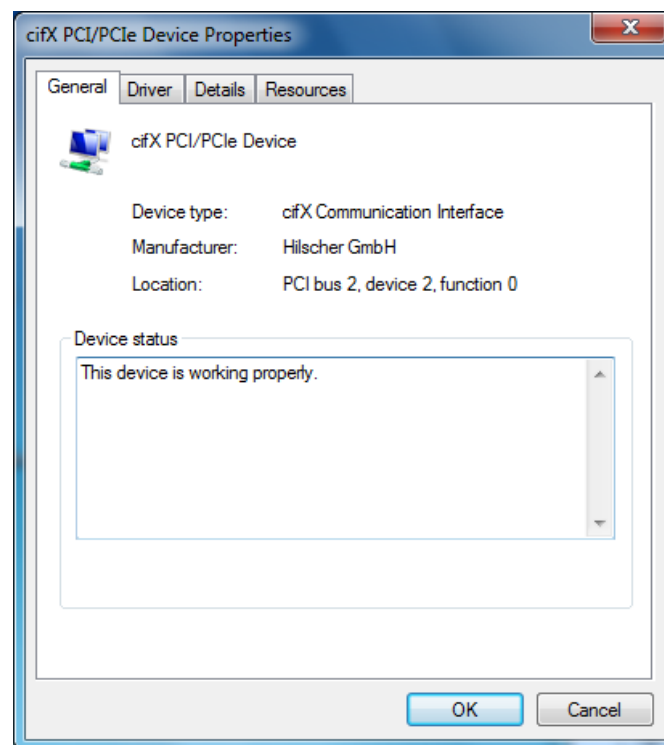 cifX PCI/PCIe Device Properties
General Driver Details Resources
cifX PCI/PCIe Device
Device type: cifX Communication Interface
Manufacturer: Hilscher GmbH
Location: PCI bus 2, device 2, function 0
Device status
This device is working properly.
OK Cancel